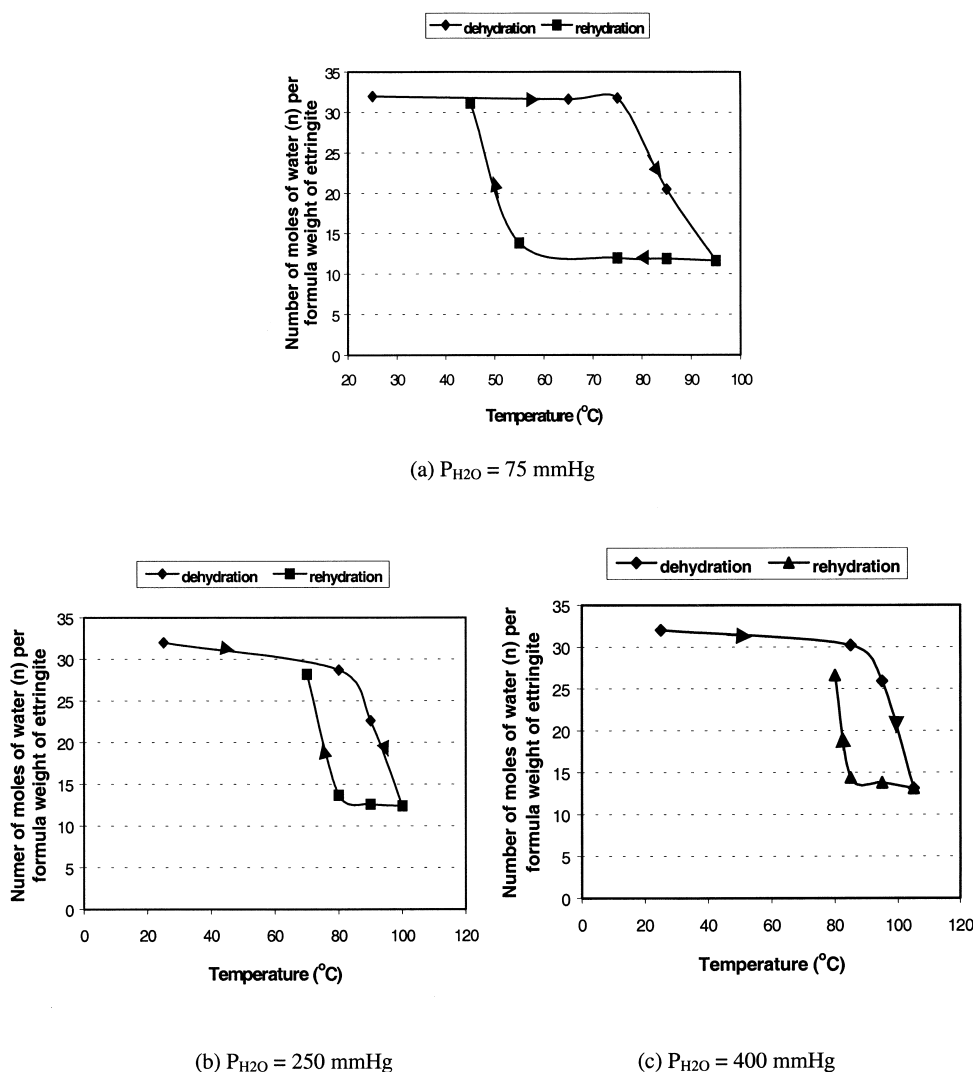 dehydration rehydration
35
30
25
20
15
10
5
0
Number of moles of water (n) per
formula weight of ettringite
20 30 40 50 60 70 80 90 100
Temperature (°C)
(a) P_H2O = 75 mmHg
dehydration rehydration
35
30
25
20
15
10
5
0
Numer of moles of water (n) per
formula weight of ettringite
0 20 40 60 80 100 120
Temperature (°C)
(b) P_H2O = 250 mmHg
dehydration rehydration
35
30
25
20
15
10
5
0
Number of moles of water (n) per
formula weight of ettringite
0 20 40 60 80 100 120
Temperature (°C)
(c) P_H2O = 400 mmHg